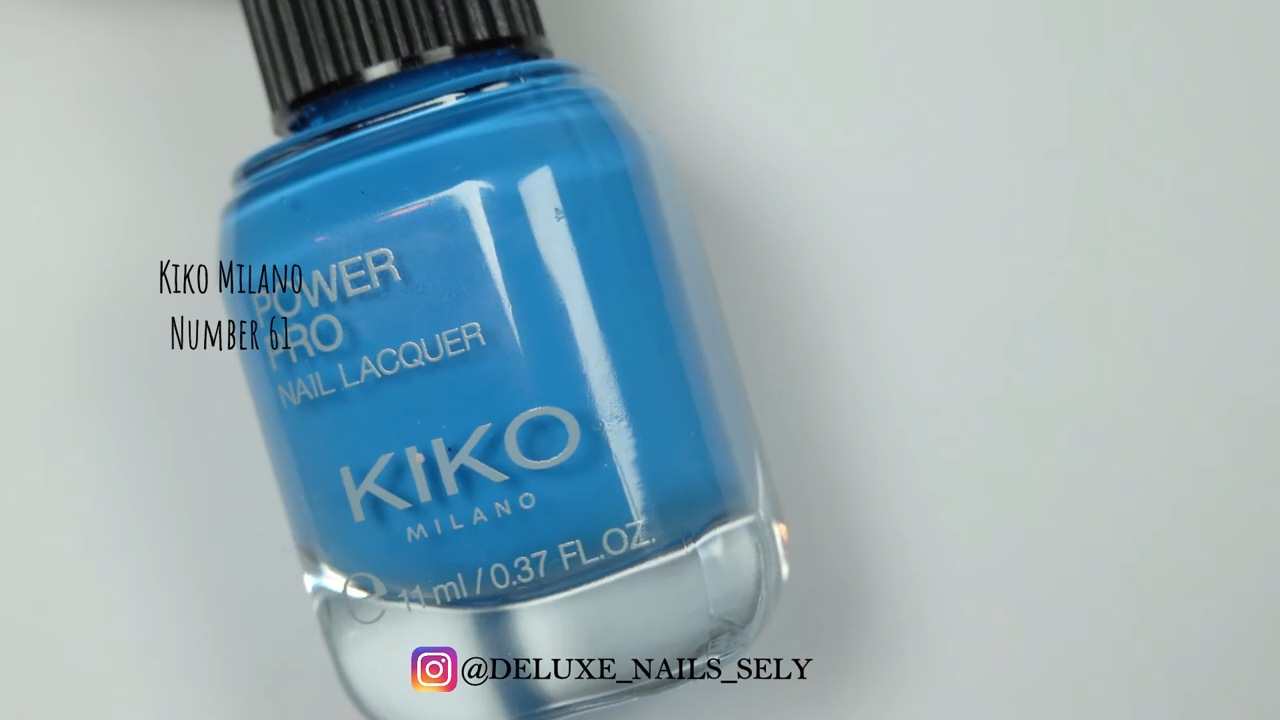 Kiko Milano
Number 61
POWER
PRO
NAIL LACQUER
KIKO
MILANO
e 11 ml / 0.37 FL.OZ.
@DELUXE_NAILS_SELY